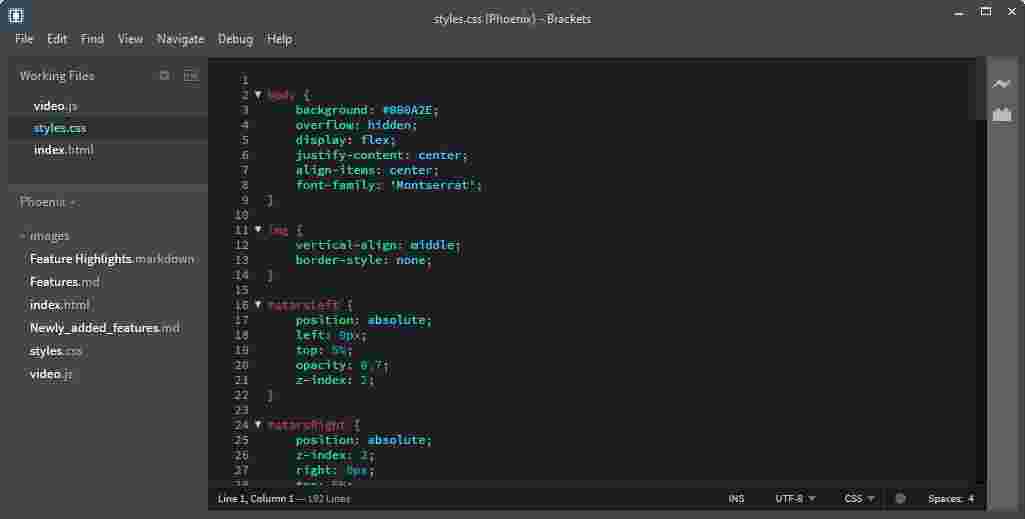 styles.css (Phoenix) - Brackets
File Edit Find View Navigate Debug Help
Working Files
video.js
styles.css
index.html
Phoenix
images
Feature Highlights.markdown
Features.md
index.html
Newly_added_features.md
styles.css
video.js
1
2 body {
3 background: #0B0A2E;
4 overflow: hidden;
5 display: flex;
6 justify-content: center;
7 align-items: center;
8 font-family: 'Montserrat';
9 }
10
11 img {
12 vertical-align: middle;
13 border-style: none;
14 }
15
16 {
17 position: absolute;
18 left: 0px;
19 top: 5%;
20 opacity: 0.7;
21 z-index: 2;
22 }
23
24 {
25 position: absolute;
26 z-index: 2;
27 right: 0px;
28 top: 5%;
Line 1, Column 1 — 192 Lines
INS UTF-8 CSS Spaces: 4